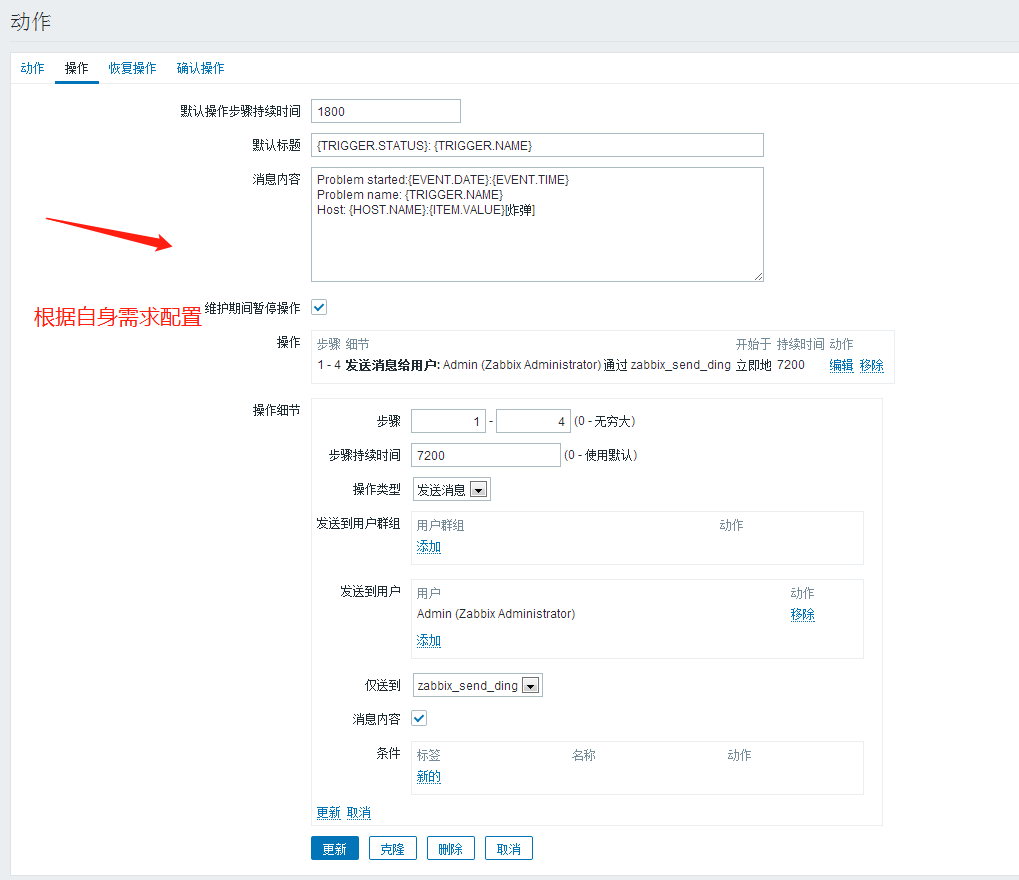 动作
动作 操作 恢复操作 确认操作
默认操作步骤持续时间 1800
默认标题 {TRIGGER.STATUS}: {TRIGGER.NAME}
消息内容 Problem started:{EVENT.DATE}:{EVENT.TIME}
Problem name: {TRIGGER.NAME}
Host: {HOST.NAME}:{ITEM.VALUE}[炸弹]
维护期间暂停操作
根据自身需求配置
操作 步骤 细节 开始于 持续时间 动作
1 - 4 发送消息给用户: Admin (Zabbix Administrator) 通过 zabbix_send_ding 立即地 7200 编辑 移除
操作细节
步骤 1 - 4 (0 - 无穷大)
步骤持续时间 7200 (0 - 使用默认)
操作类型 发送消息
发送到用户群组 用户群组 动作
添加
发送到用户 用户 动作
Admin (Zabbix Administrator) 移除
添加
仅送到 zabbix_send_ding
消息内容
条件 标签 名称 动作
新的
更新 取消
更新 克隆 删除 取消